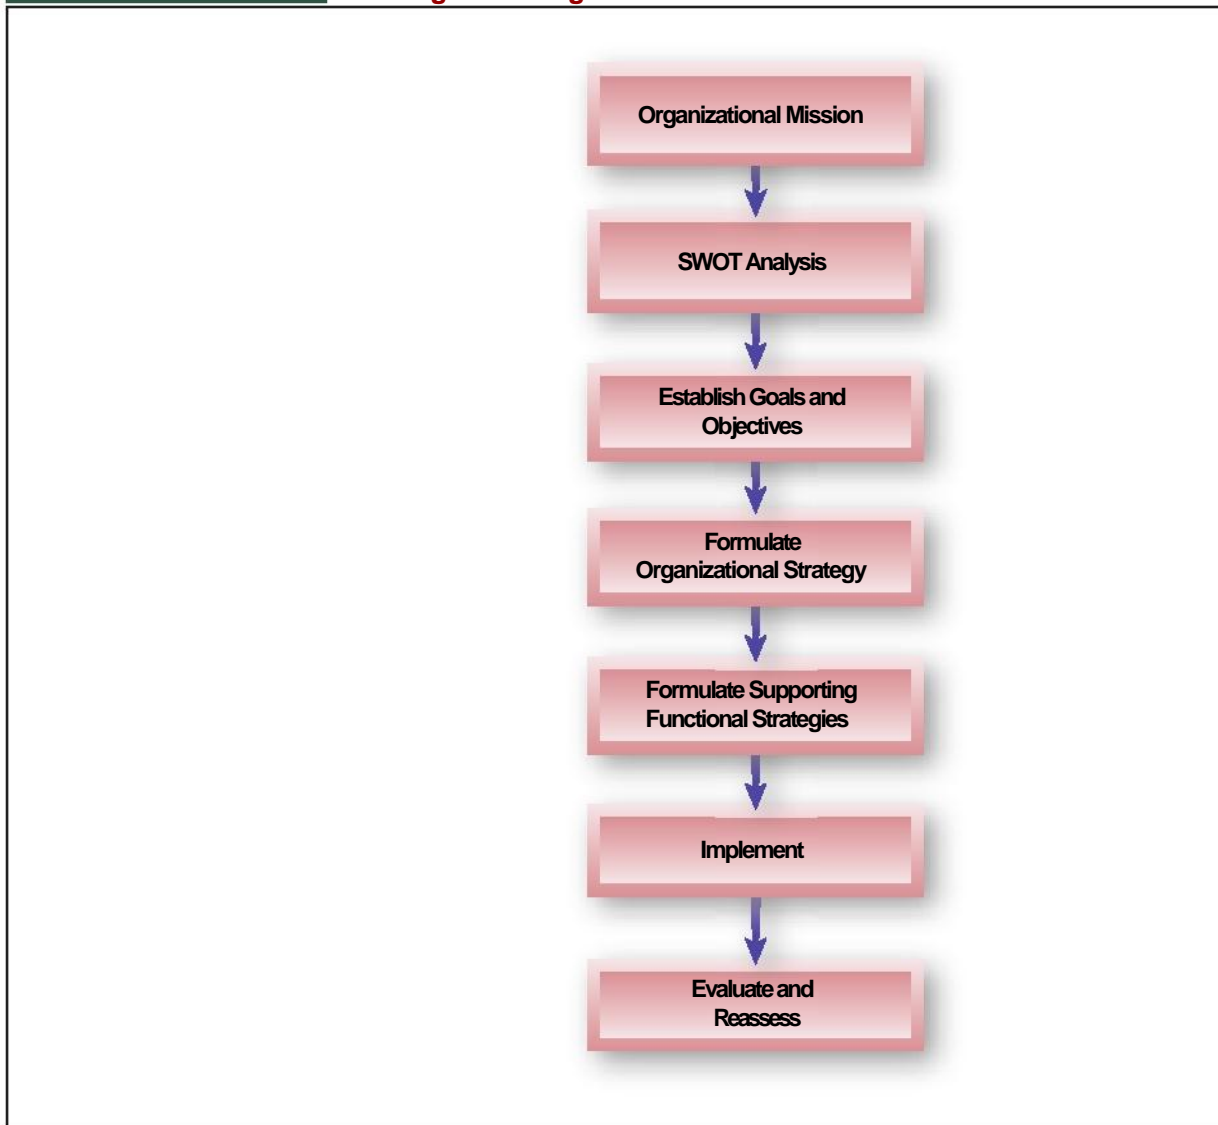 Organizational Mission
SWOT Analysis
Establish Goals and
Objectives
Formulate
Organizational Strategy
Formulate Supporting
Functional Strategies
Implement
Evaluate and
Reassess